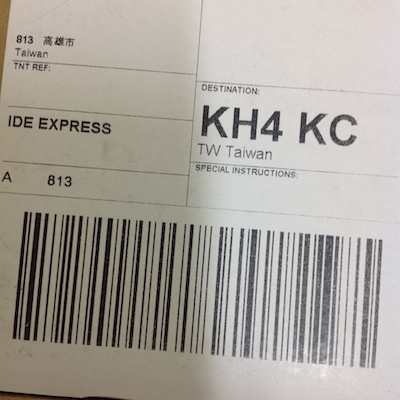 813 高雄市
Taiwan
TNT REF:
IDE EXPRESS
A 813
DESTINATION:
KH4 KC
TW Taiwan
SPECIAL INSTRUCTIONS: